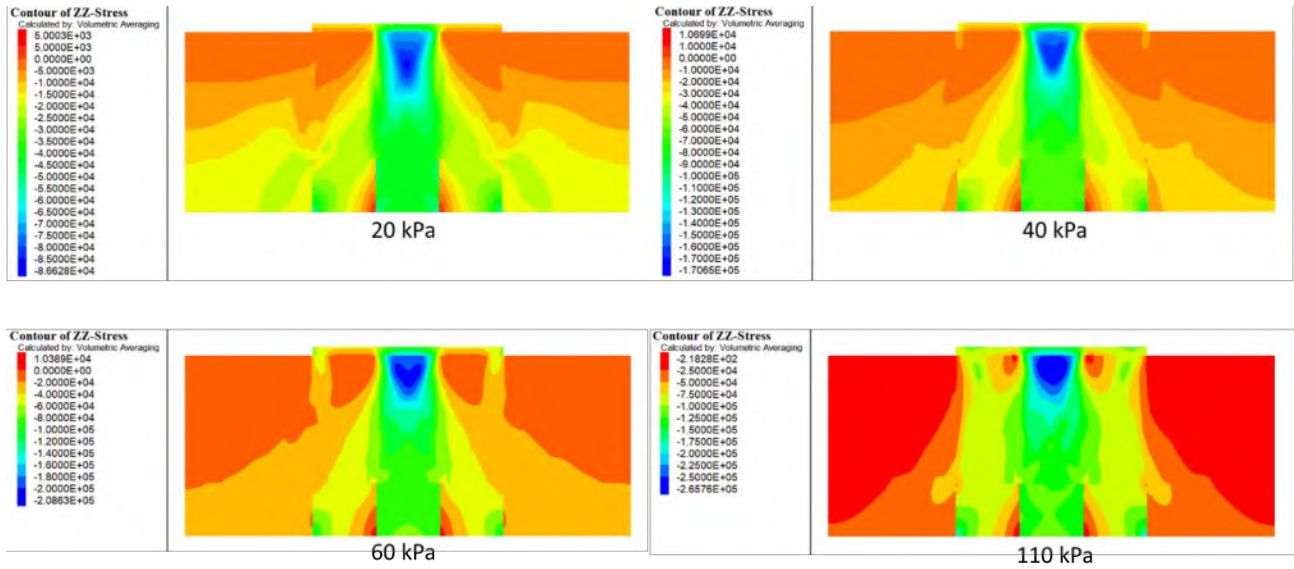 Contour of ZZ-Stress
Calculated by: Volumetric Averaging
5.0003E+03
5.0000E+03
0.0000E+00
-5.0000E+03
-1.0000E+04
-1.5000E+04
-2.0000E+04
-2.5000E+04
-3.0000E+04
-3.5000E+04
-4.0000E+04
-4.5000E+04
-5.0000E+04
-5.5000E+04
-6.0000E+04
-6.5000E+04
-7.0000E+04
-7.5000E+04
-8.0000E+04
-8.5000E+04
-8.6628E+04
20 kPa
Contour of ZZ-Stress
Calculated by: Volumetric Averaging
1.0699E+04
1.0000E+04
0.0000E+00
-1.0000E+04
-2.0000E+04
-3.0000E+04
-4.0000E+04
-5.0000E+04
-6.0000E+04
-7.0000E+04
-8.0000E+04
-9.0000E+04
-1.0000E+05
-1.1000E+05
-1.2000E+05
-1.3000E+05
-1.4000E+05
-1.5000E+05
-1.6000E+05
-1.7000E+05
-1.7065E+05
40 kPa
Contour of ZZ-Stress
Calculated by: Volumetric Averaging
1.0389E+04
0.0000E+00
-2.0000E+04
-4.0000E+04
-6.0000E+04
-8.0000E+04
-1.0000E+05
-1.2000E+05
-1.4000E+05
-1.6000E+05
-1.8000E+05
-2.0000E+05
-2.0863E+05
60 kPa
Contour of ZZ-Stress
Calculated by: Volumetric Averaging
-2.1828E+02
-2.5000E+04
-5.0000E+04
-7.5000E+04
-1.0000E+05
-1.2500E+05
-1.5000E+05
-1.7500E+05
-2.0000E+05
-2.2500E+05
-2.5000E+05
-2.6576E+05
110 kPa